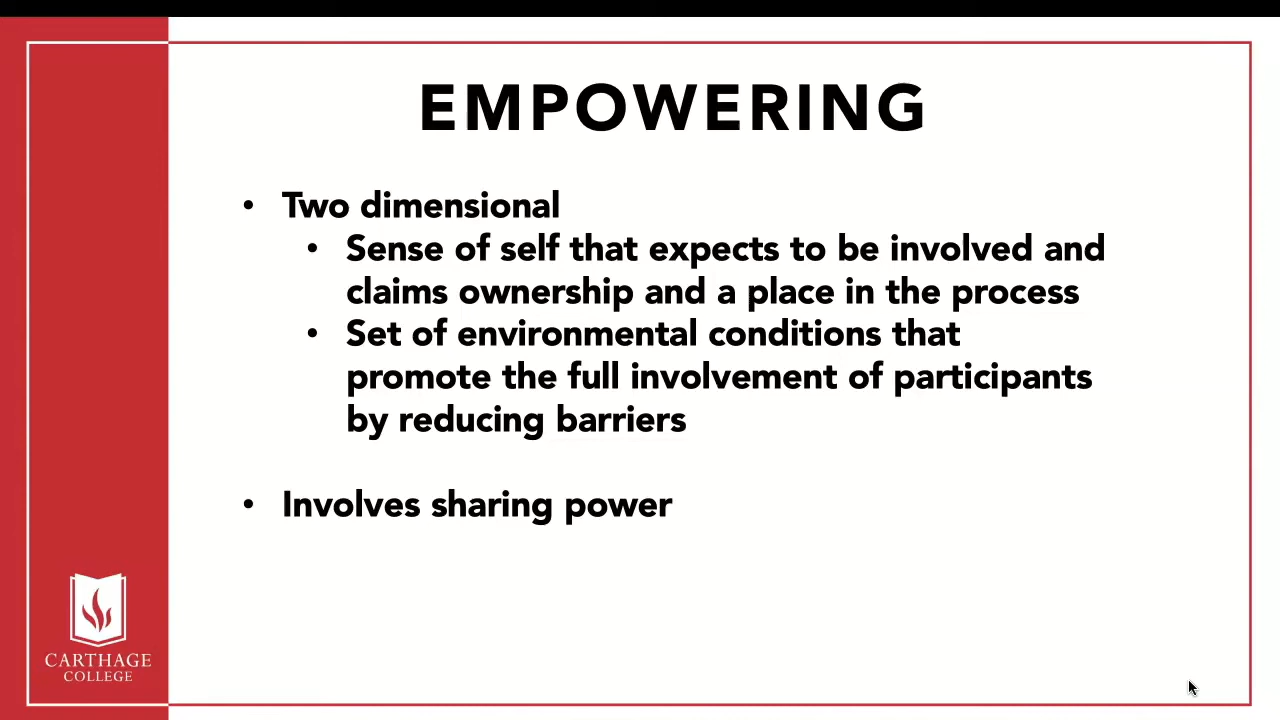 EMPOWERING
• Two dimensional
• Sense of self that expects to be involved and
claims ownership and a place in the process
• Set of environmental conditions that
promote the full involvement of participants
by reducing barriers
• Involves sharing power
CARTHAGE
COLLEGE